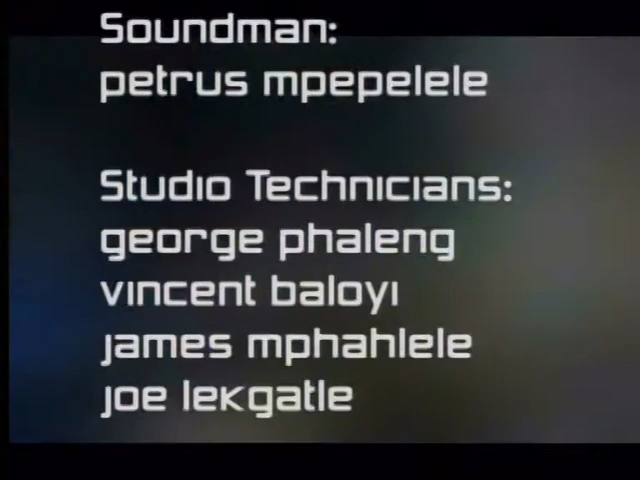 Soundman:
petrus mpepelele
Studio Technicians:
george phaleng
vincent baloyi
james mphahlele
joe lekgatle